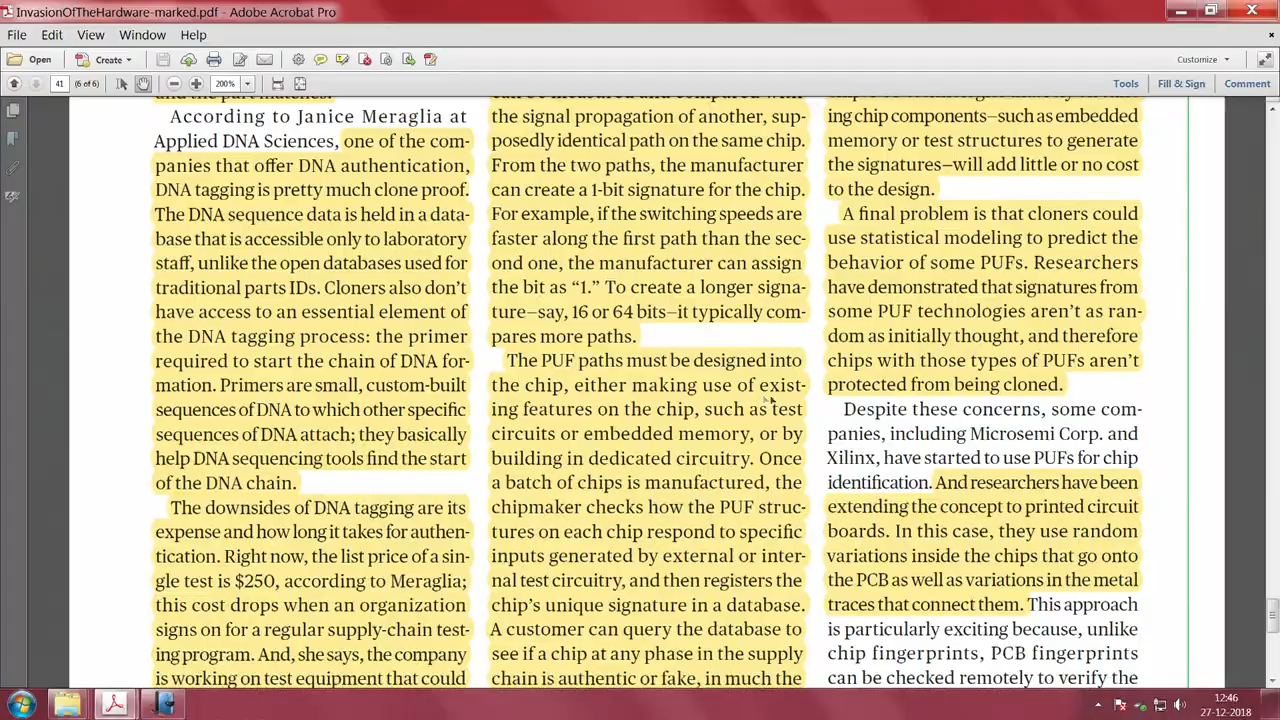 InvasionOfTheHardware-marked.pdf - Adobe Acrobat Pro
File Edit View Window Help
Open Create Customize
41 (6 of 6) 200% Tools Fill & Sign Comment
and the part matches.
According to Janice Meraglia at
Applied DNA Sciences, one of the com-
panies that offer DNA authentication,
DNA tagging is pretty much clone proof.
The DNA sequence data is held in a data-
base that is accessible only to laboratory
staff, unlike the open databases used for
traditional parts IDs. Cloners also don't
have access to an essential element of
the DNA tagging process: the primer
required to start the chain of DNA for-
mation. Primers are small, custom-built
sequences of DNA to which other specific
sequences of DNA attach; they basically
help DNA sequencing tools find the start
of the DNA chain.
The downsides of DNA tagging are its
expense and how long it takes for authen-
tication. Right now, the list price of a sin-
gle test is $250, according to Meraglia;
this cost drops when an organization
signs on for a regular supply-chain test-
ing program. And, she says, the company
is working on test equipment that could
can be measured and compared with
the signal propagation of another, sup-
posedly identical path on the same chip.
From the two paths, the manufacturer
can create a 1-bit signature for the chip.
For example, if the switching speeds are
faster along the first path than the sec-
ond one, the manufacturer can assign
the bit as “1.” To create a longer signa-
ture—say, 16 or 64 bits—it typically com-
pares more paths.
The PUF paths must be designed into
the chip, either making use of exist-
ing features on the chip, such as test
circuits or embedded memory, or by
building in dedicated circuitry. Once
a batch of chips is manufactured, the
chipmaker checks how the PUF struc-
tures on each chip respond to specific
inputs generated by external or inter-
nal test circuitry, and then registers the
chip's unique signature in a database.
A customer can query the database to
see if a chip at any phase in the supply
chain is authentic or fake, in much the
ing chip components—such as embedded
memory or test structures to generate
the signatures—will add little or no cost
to the design.
A final problem is that cloners could
use statistical modeling to predict the
behavior of some PUFs. Researchers
have demonstrated that signatures from
some PUF technologies aren't as ran-
dom as initially thought, and therefore
chips with those types of PUFs aren't
protected from being cloned.
Despite these concerns, some com-
panies, including Microsemi Corp. and
Xilinx, have started to use PUFs for chip
identification. And researchers have been
extending the concept to printed circuit
boards. In this case, they use random
variations inside the chips that go onto
the PCB as well as variations in the metal
traces that connect them. This approach
is particularly exciting because, unlike
chip fingerprints, PCB fingerprints
can be checked remotely to verify the
12:46
27-12-2018